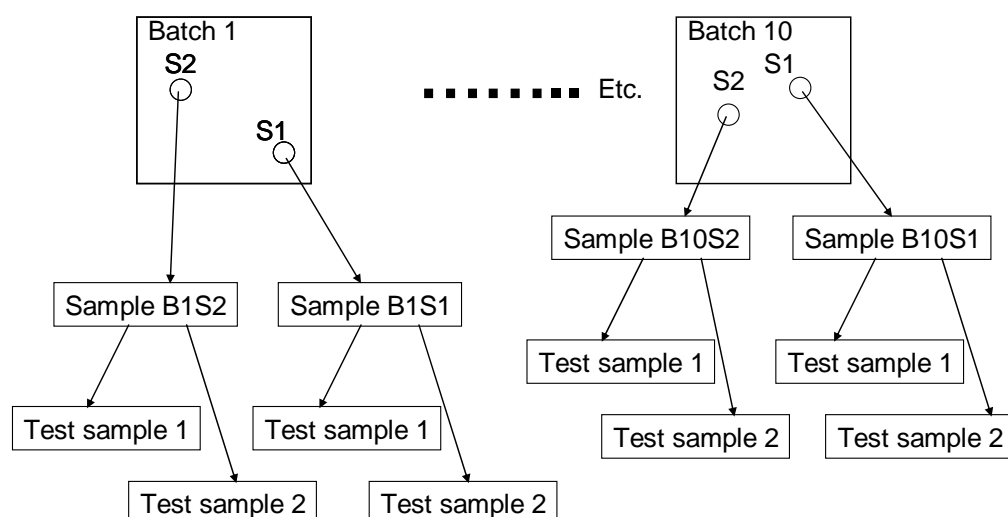 Batch 1
S2
S1
Etc.
Batch 10
S1
S2
Sample B10S2
Sample B10S1
Sample B1S2
Sample B1S1
Test sample 1
Test sample 1
Test sample 1
Test sample 1
Test sample 2
Test sample 2
Test sample 2
Test sample 2